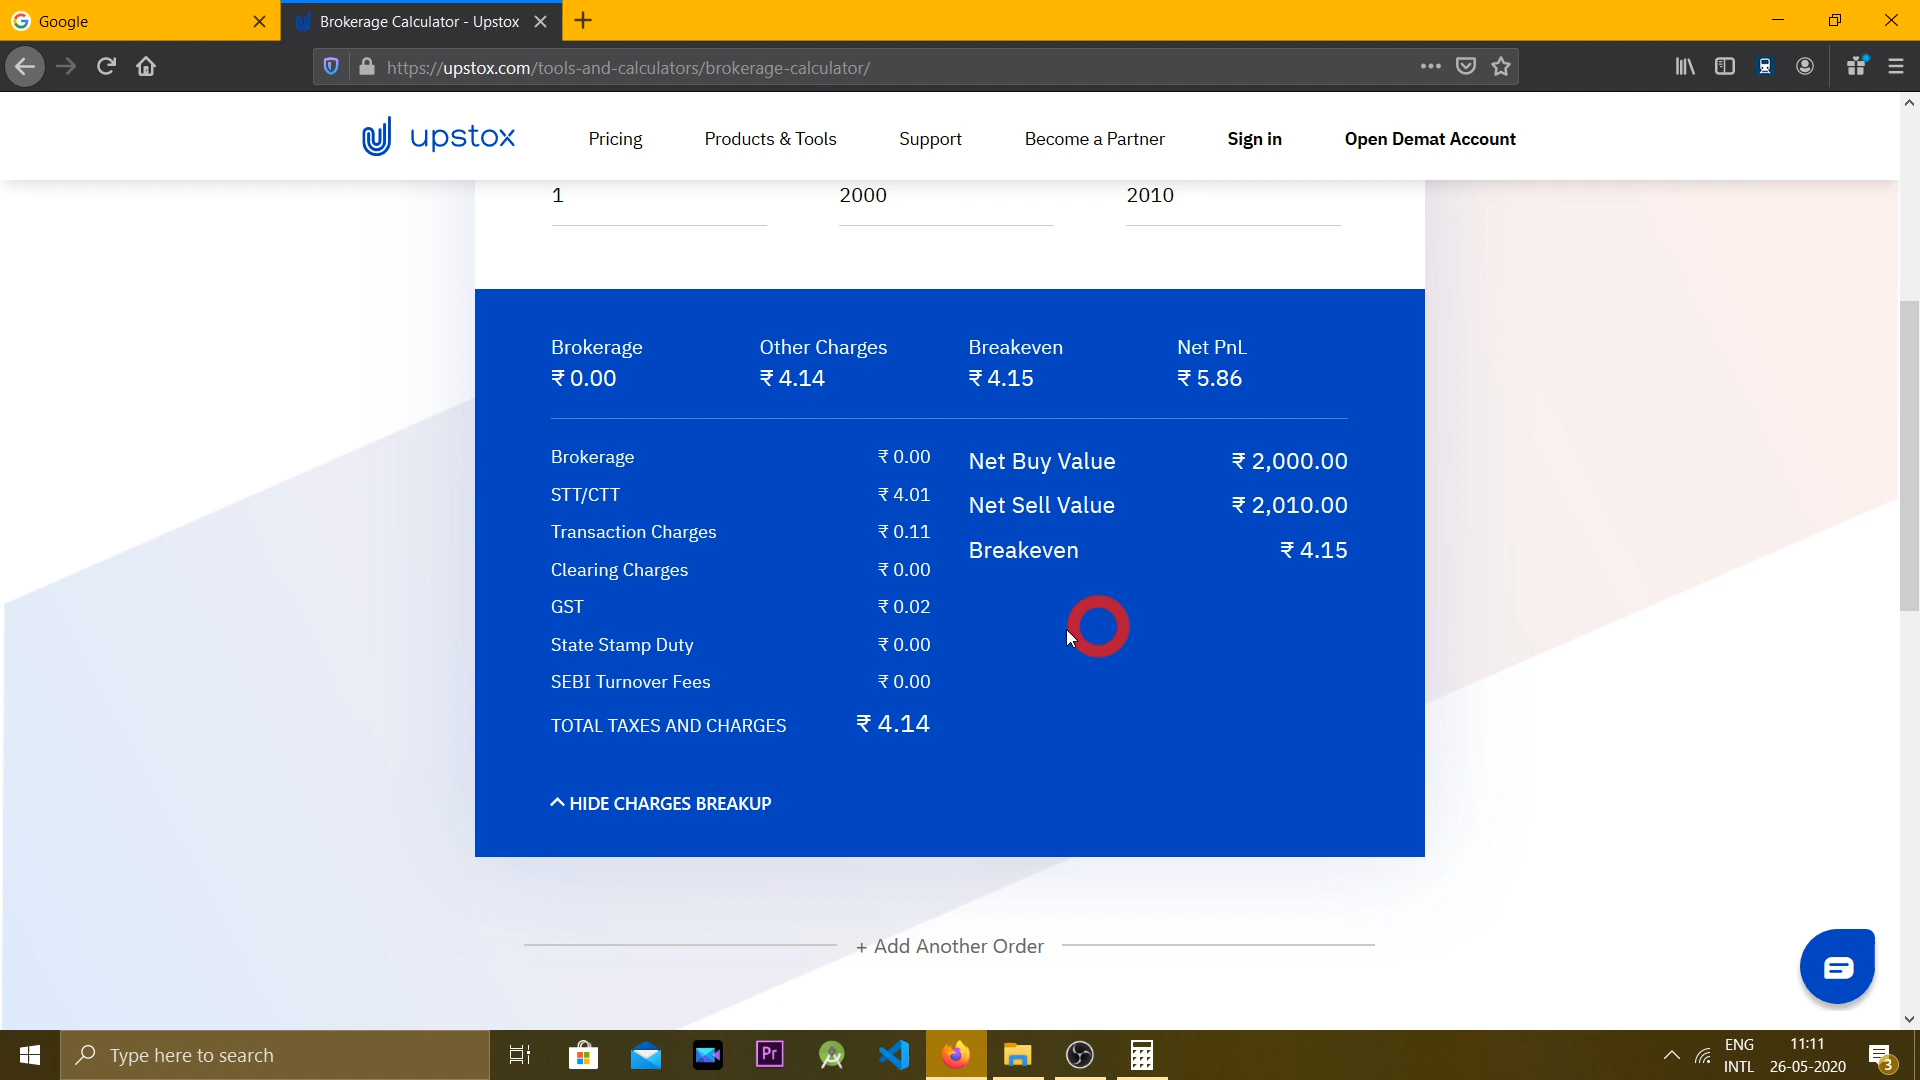 Google
Brokerage Calculator - Upstox
https://upstox.com/tools-and-calculators/brokerage-calculator/
upstox
Pricing
Products & Tools
Support
Become a Partner
Sign in
Open Demat Account
1
2000
2010
Brokerage
Other Charges
Breakeven
Net PnL
₹ 0.00
₹ 4.14
₹ 4.15
₹ 5.86
Brokerage ₹ 0.00
STT/CTT ₹ 4.01
Transaction Charges ₹ 0.11
Clearing Charges ₹ 0.00
GST ₹ 0.02
State Stamp Duty ₹ 0.00
SEBI Turnover Fees ₹ 0.00
TOTAL TAXES AND CHARGES ₹ 4.14
Net Buy Value ₹ 2,000.00
Net Sell Value ₹ 2,010.00
Breakeven ₹ 4.15
HIDE CHARGES BREAKUP
+ Add Another Order
Type here to search
Pr
ENG
INTL
11:11
26-05-2020
3